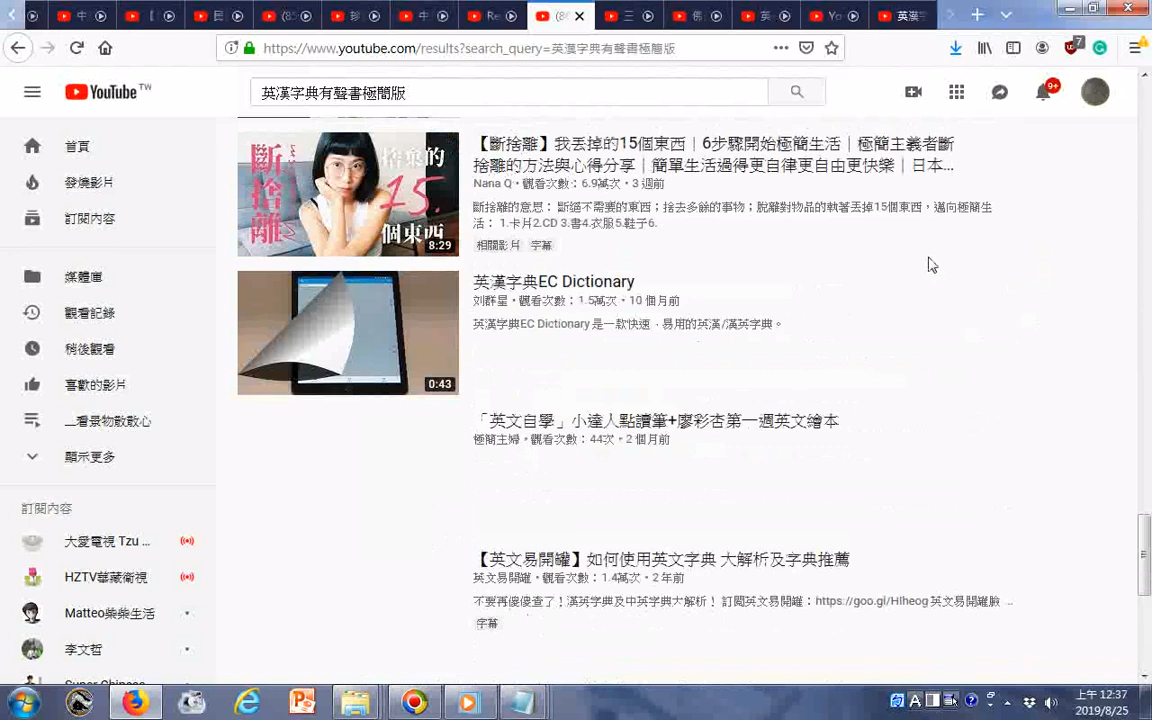 https://www.youtube.com/results?search_query=英漢字典有聲書極簡版
7
YouTube TW
英漢字典有聲書極簡版
9+
首頁
發燒影片
訂閱內容
媒體庫
觀看記錄
稍後觀看
喜歡的影片
顯示更多
訂閱內容
大愛電視 Tzu ...
HZTV華藏衛視
Matteo柴柴生活
李文哲
斷捨離
捨棄的
15.
個東西
8:29
【斷捨離】我丟掉的15個東西｜6步驟開始極簡生活｜極簡主義者斷
捨離的方法與心得分享｜簡單生活過得更自律更自由更快樂｜日本...
Nana Q • 觀看次數：6.9萬次 • 3 週前
斷捨離的意思： 斷絕不需要的東西；捨去多餘的事物；脫離對物品的執著丟掉15個東西，邁向極簡生
活： 1.卡片2.CD 3.書4.衣服5.鞋子6.
相關影片 字幕
0:43
英漢字典EC Dictionary
刘群星 • 觀看次數：1.5萬次 • 10 個月前
英漢字典EC Dictionary 是一款快速﹑易用的英漢/漢英字典。
「英文自學」小達人點讀筆+廖彩杏第一週英文繪本
極簡主婦 • 觀看次數：44次 • 2 個月前
【英文易開罐】如何使用英文字典 大解析及字典推薦
英文易開罐 • 觀看次數：1.4萬次 • 2 年前
不要再傻傻查了！漢英字典及中英字典大解析！ 訂閱英文易開罐：https://goo.gl/HIheog 英文易開罐臉 ...
字幕
上午 12:37
2019/8/25